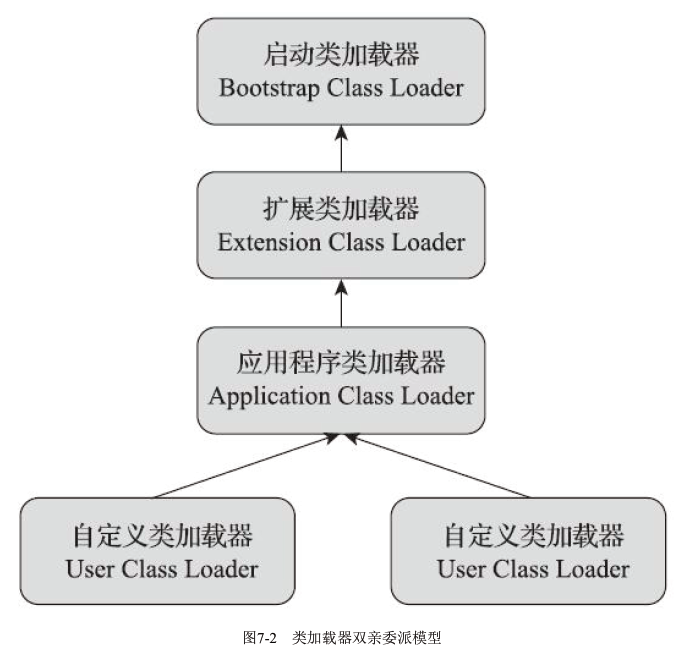 启动类加载器
Bootstrap Class Loader
扩展类加载器
Extension Class Loader
应用程序类加载器
Application Class Loader
自定义类加载器
User Class Loader
自定义类加载器
User Class Loader
图7-2 类加载器双亲委派模型